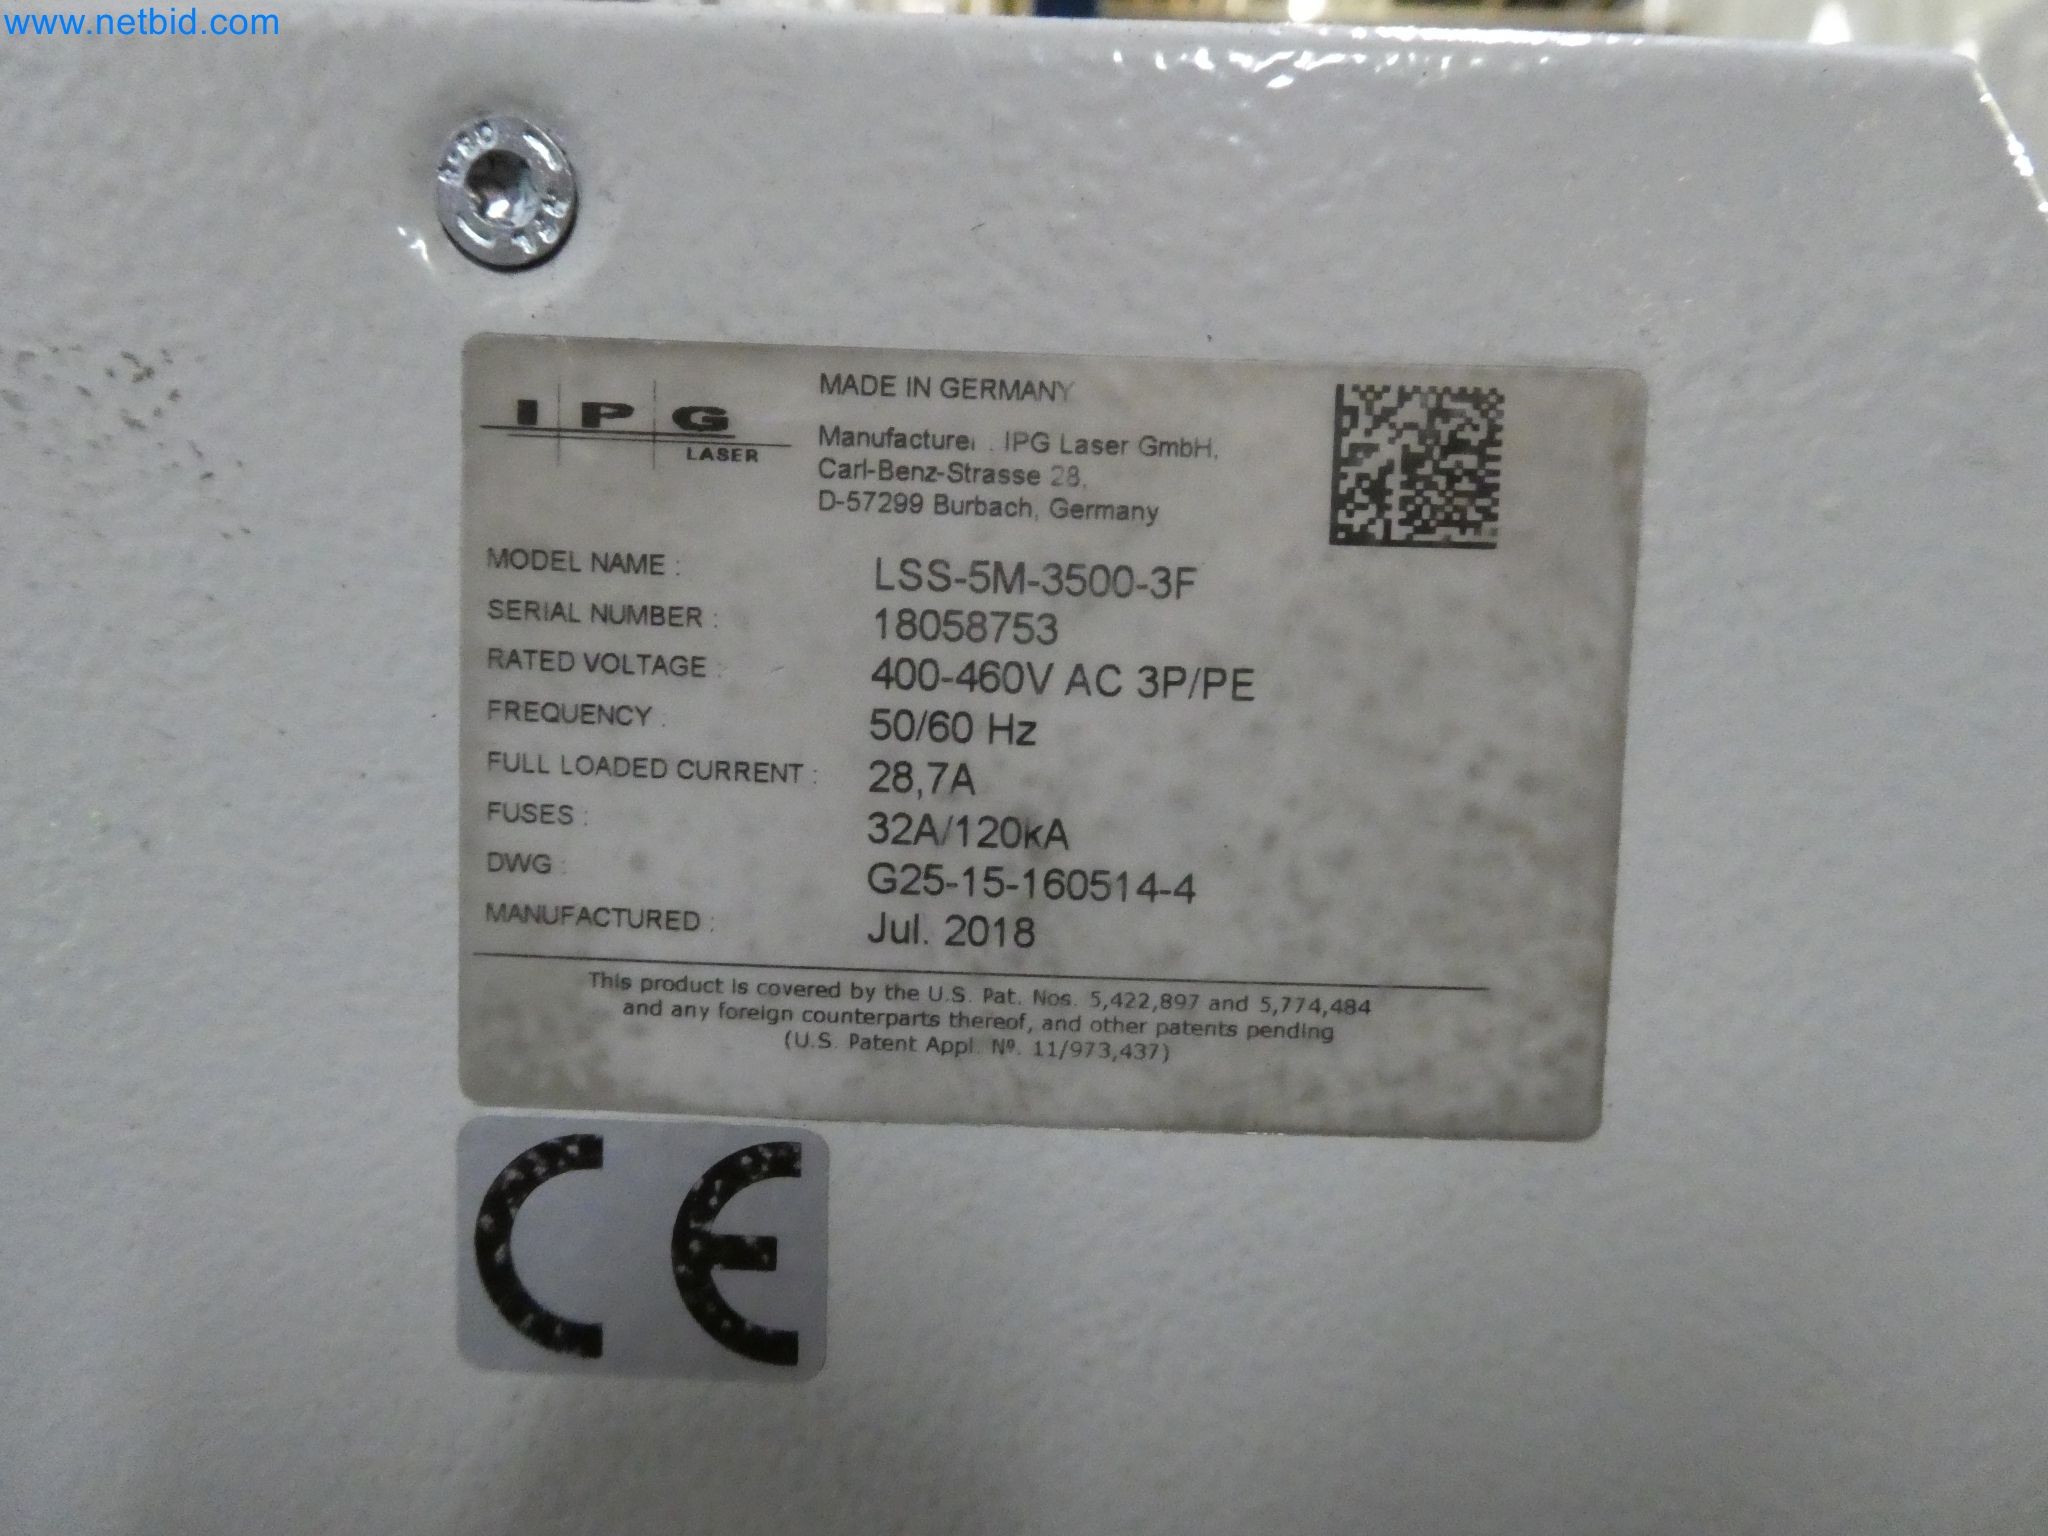 www.netbid.com
IPG
LASER
MADE IN GERMANY
Manufacturer : IPG Laser GmbH,
Carl-Benz-Strasse 28,
D-57299 Burbach, Germany
MODEL NAME : LSS-5M-3500-3F
SERIAL NUMBER : 18058753
RATED VOLTAGE : 400-460V AC 3P/PE
FREQUENCY : 50/60 Hz
FULL LOADED CURRENT : 28,7A
FUSES : 32A/120kA
DWG : G25-15-160514-4
MANUFACTURED : Jul. 2018
This product is covered by the U.S. Pat. Nos. 5,422,897 and 5,774,484
and any foreign counterparts thereof, and other patents pending
(U.S. Patent Appl. Nº. 11/973,437)
CE